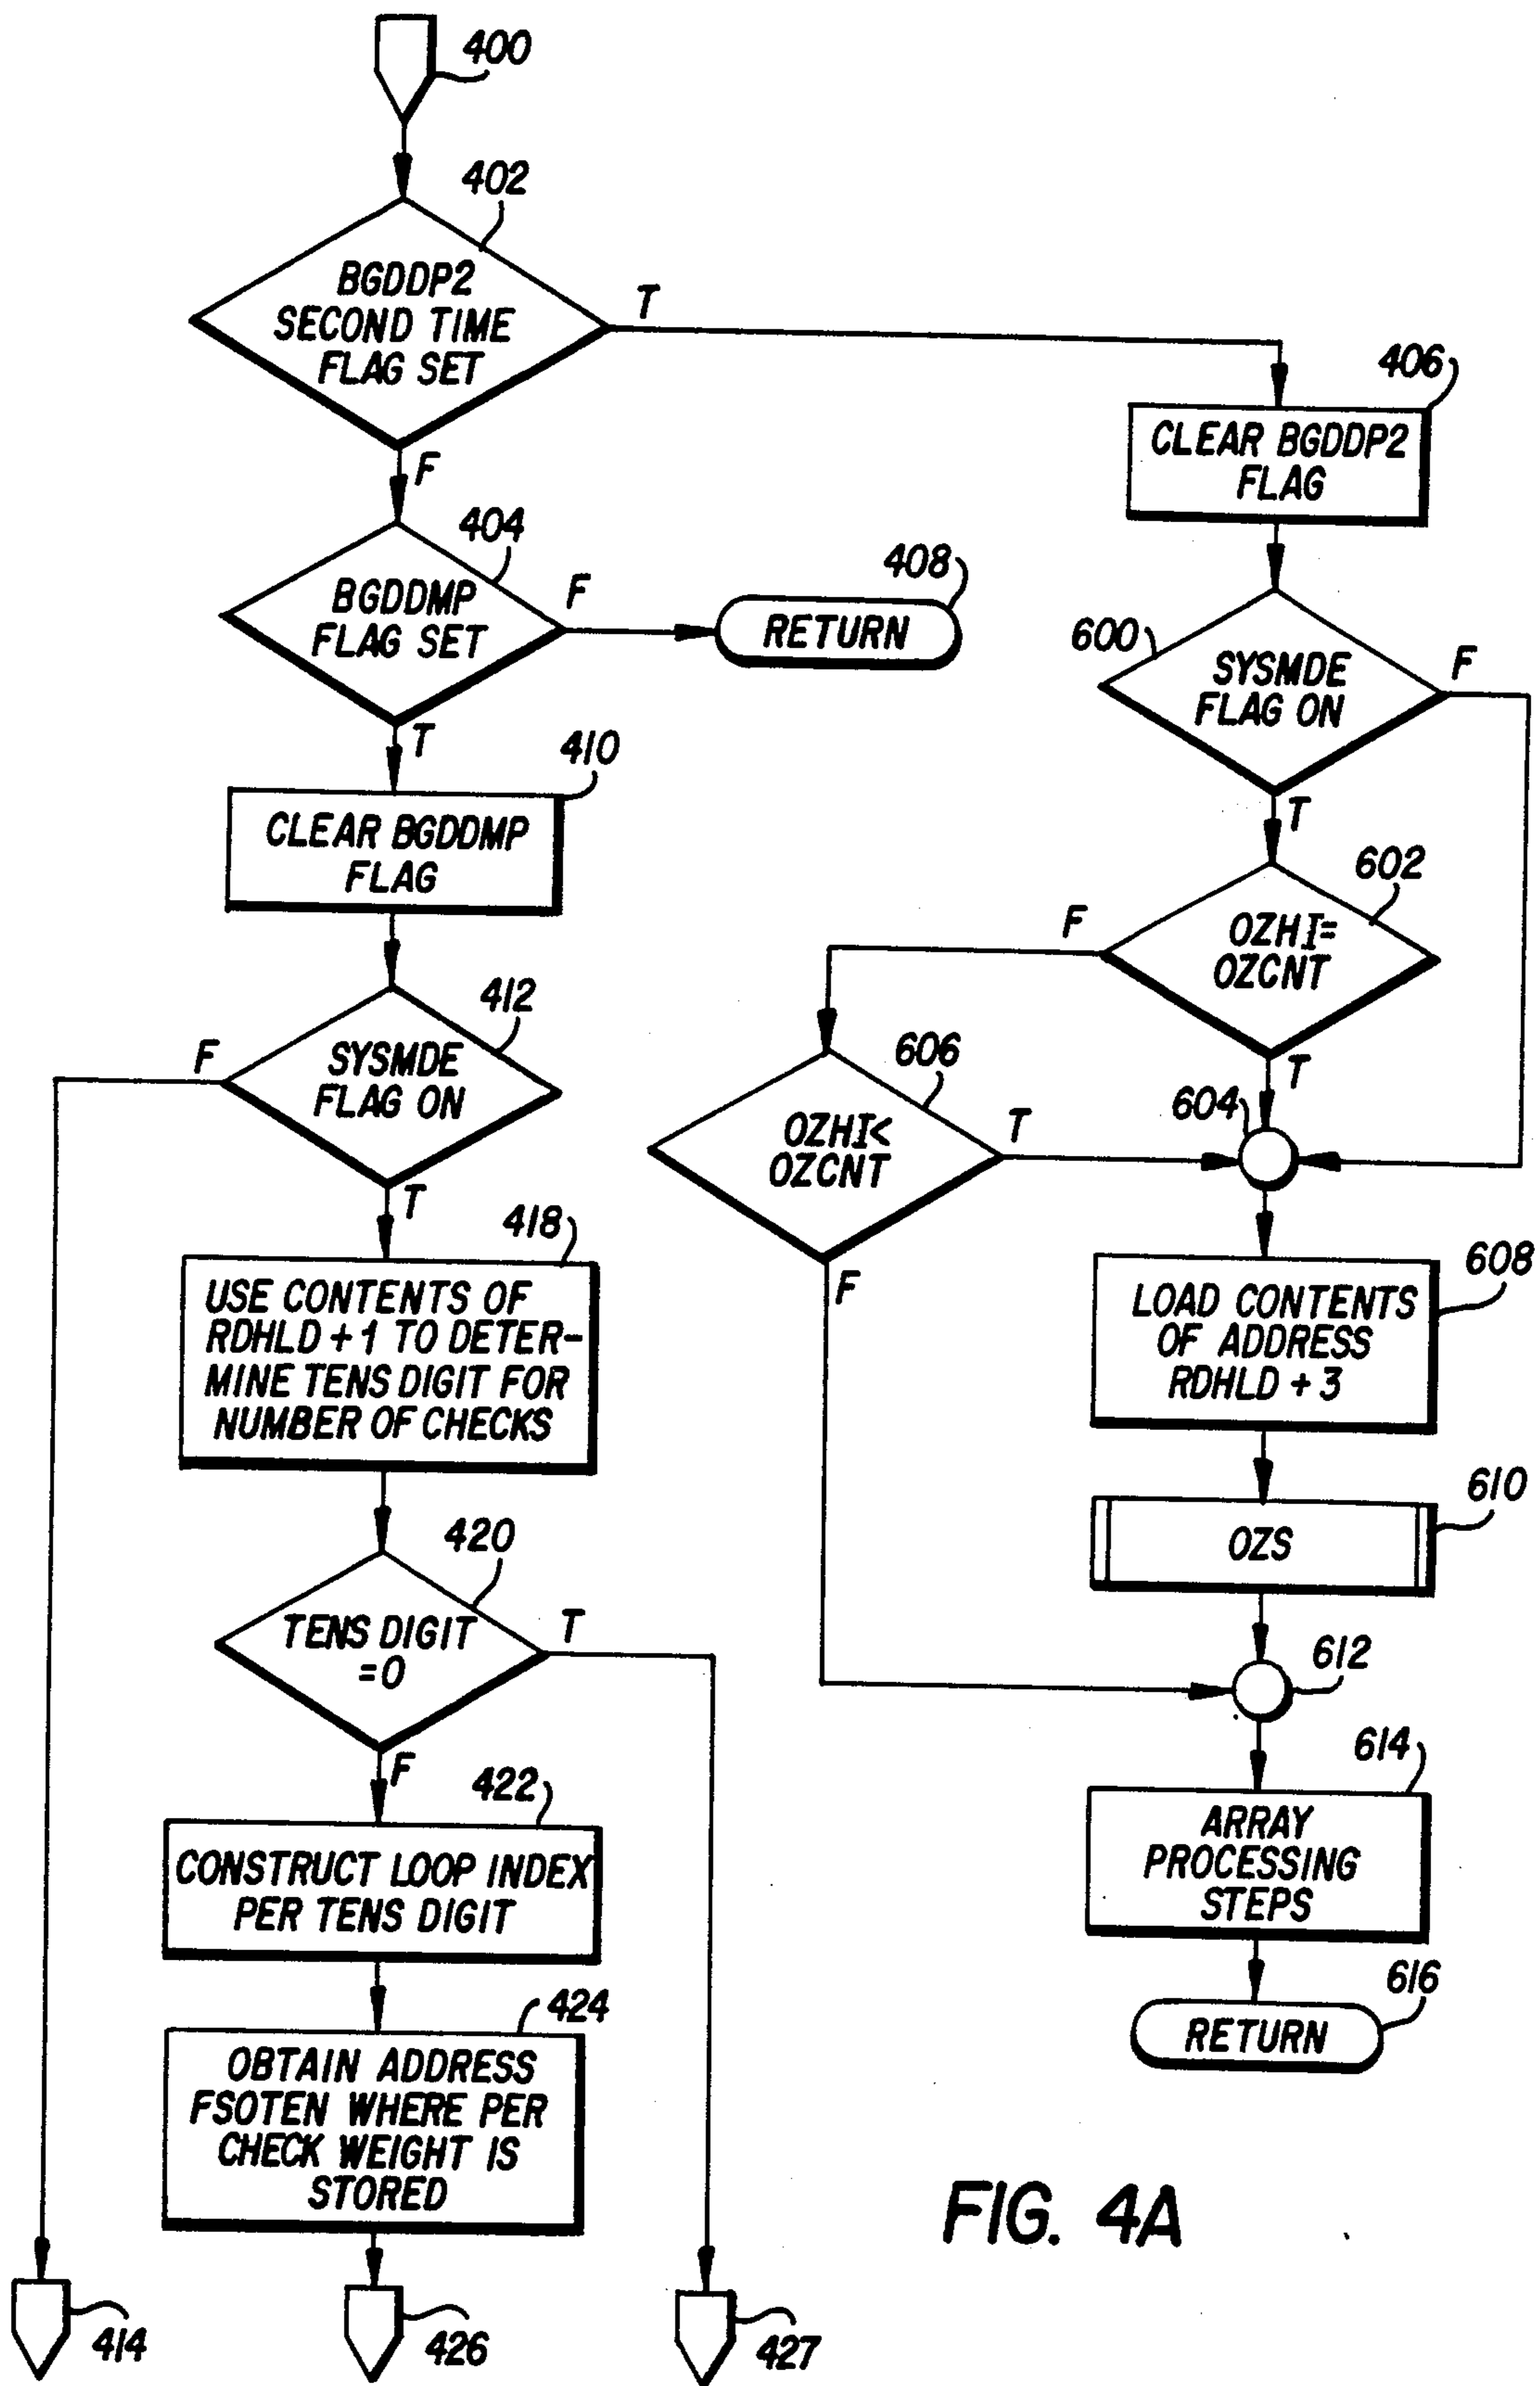 400
402
BGDDP2
SECOND TIME
FLAG SET
T
F
406
CLEAR BGDDP2
FLAG
404
BGDDMP
FLAG SET
F
T
408
RETURN
410
CLEAR BGDDMP
FLAG
412
SYSMDE
FLAG ON
F
T
414
418
USE CONTENTS OF
RDHLD + 1 TO DETER-
MINE TENS DIGIT FOR
NUMBER OF CHECKS
420
TENS DIGIT
=0
T
F
422
CONSTRUCT LOOP INDEX
PER TENS DIGIT
424
OBTAIN ADDRESS
FSOTEN WHERE PER
CHECK WEIGHT IS
STORED
426
427
600
SYSMDE
FLAG ON
F
T
602
OZHI=
OZCNT
F
T
604
606
OZHI<
OZCNT
T
F
608
LOAD CONTENTS
OF ADDRESS
RDHLD + 3
610
OZS
612
614
ARRAY
PROCESSING
STEPS
616
RETURN
FIG. 4A